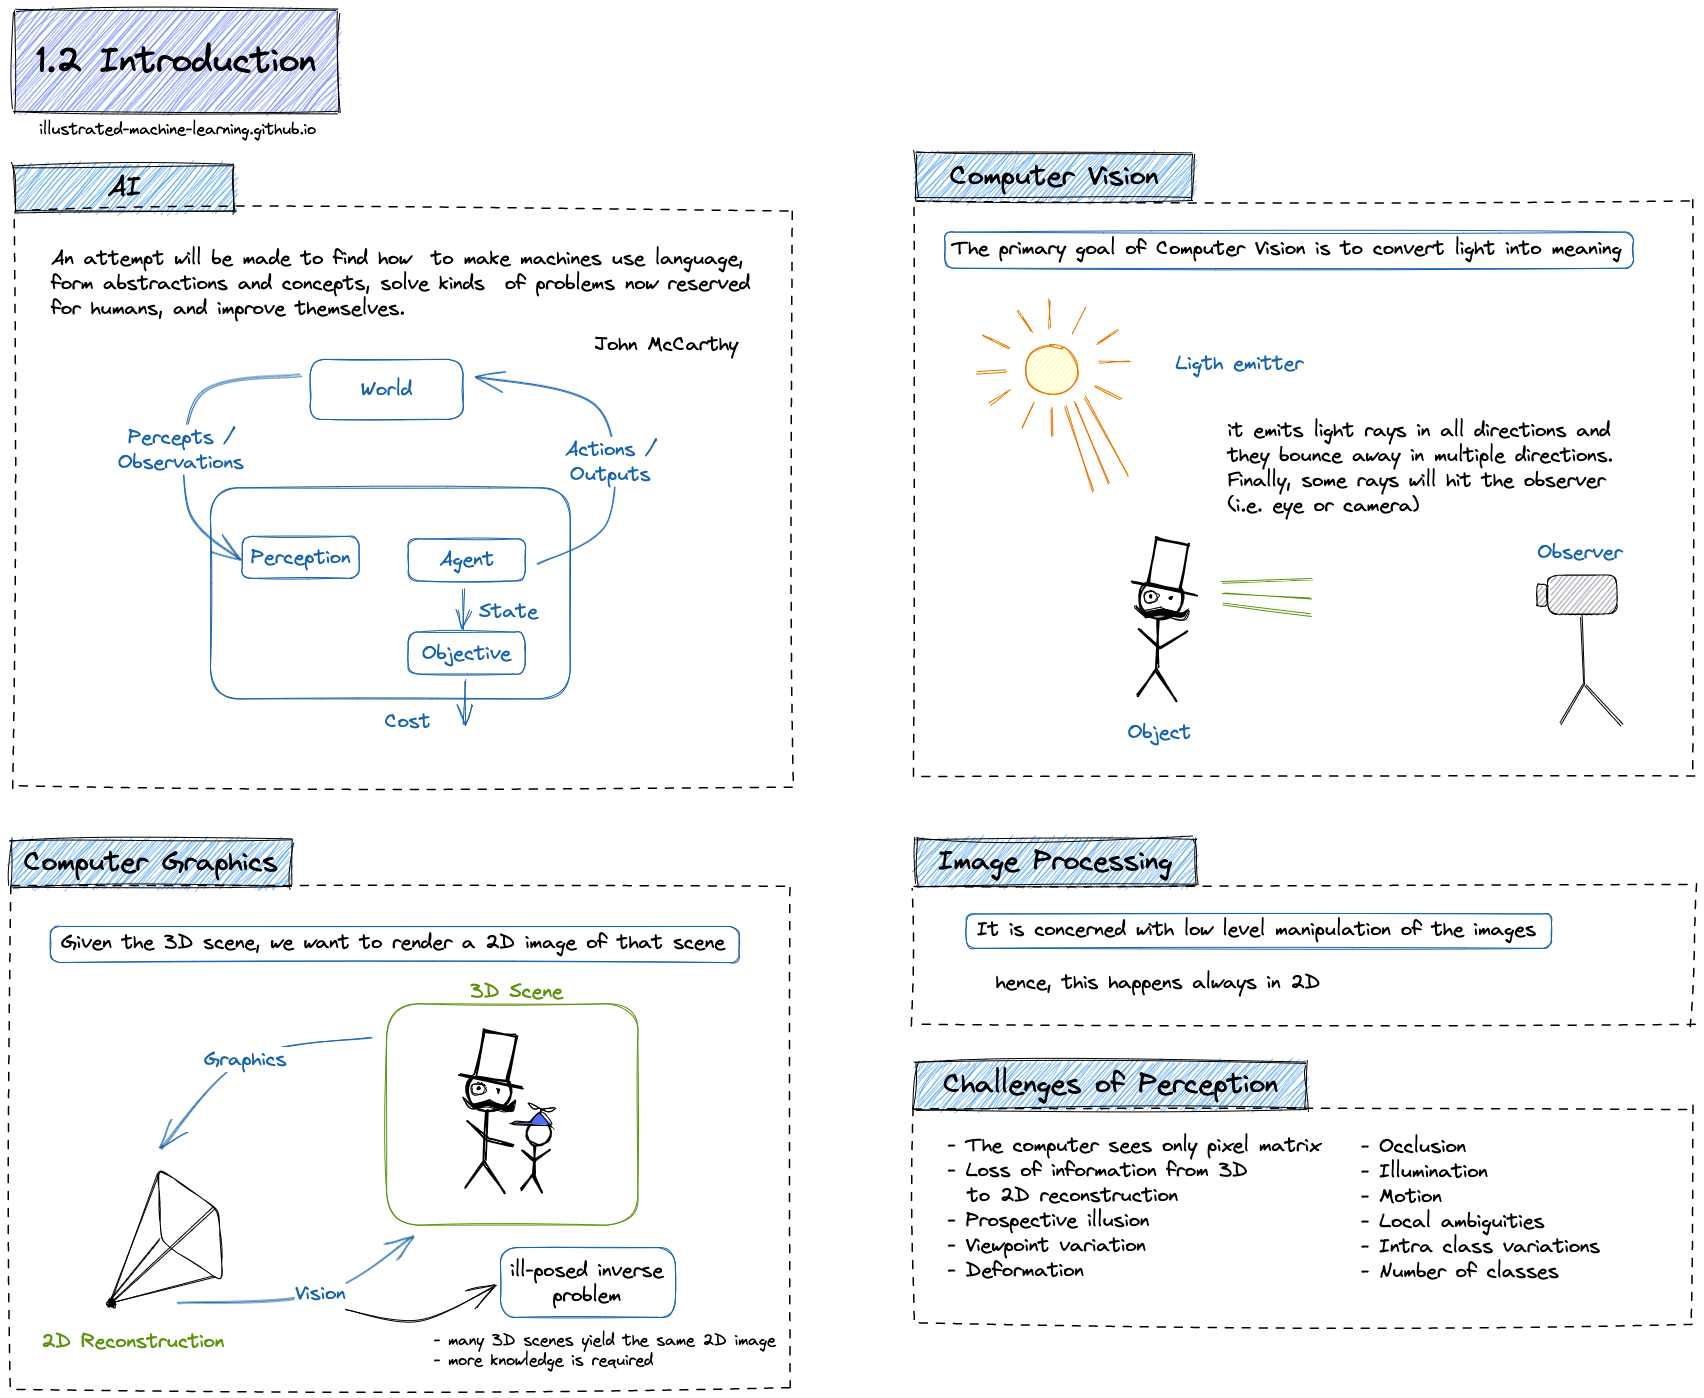 1.2 Introduction
illustrated-machine-learning.github.io
AI
An attempt will be made to find how to make machines use language,
form abstractions and concepts, solve kinds of problems now reserved
for humans, and improve themselves.
John McCarthy
World
Percepts /
Observations
Actions /
Outputs
Perception
Agent
State
Objective
Cost
Computer Vision
The primary goal of Computer Vision is to convert light into meaning
Ligth emitter
it emits light rays in all directions and
they bounce away in multiple directions.
Finally, some rays will hit the observer
(i.e. eye or camera)
Observer
Object
Computer Graphics
Given the 3D scene, we want to render a 2D image of that scene
3D Scene
Graphics
Vision
ill-posed inverse
problem
2D Reconstruction
- many 3D scenes yield the same 2D image
- more knowledge is required
Image Processing
It is concerned with low level manipulation of the images
hence, this happens always in 2D
Challenges of Perception
- The computer sees only pixel matrix
- Loss of information from 3D
to 2D reconstruction
- Prospective illusion
- Viewpoint variation
- Deformation
- Occlusion
- Illumination
- Motion
- Local ambiguities
- Intra class variations
- Number of classes